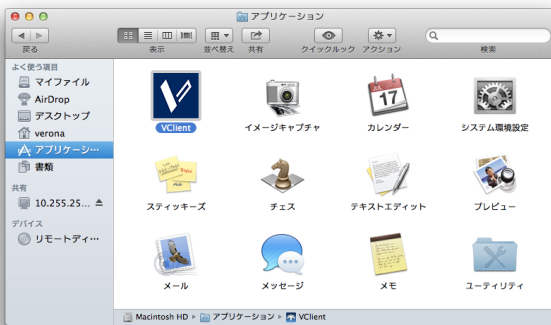 アプリケーション
戻る
表示
並べ替え
共有
クイックルック
アクション
検索
よく使う項目
マイファイル
AirDrop
デスクトップ
verona
アプリケーシ…
書類
共有
10.255.25…
デバイス
リモートディ…
VClient
イメージキャプチャ
17
カレンダー
システム環境設定
スティッキーズ
チェス
テキストエディット
プレビュー
メール
メッセージ
メモ
ユーティリティ
Macintosh HD ▸ アプリケーション ▸ VClient